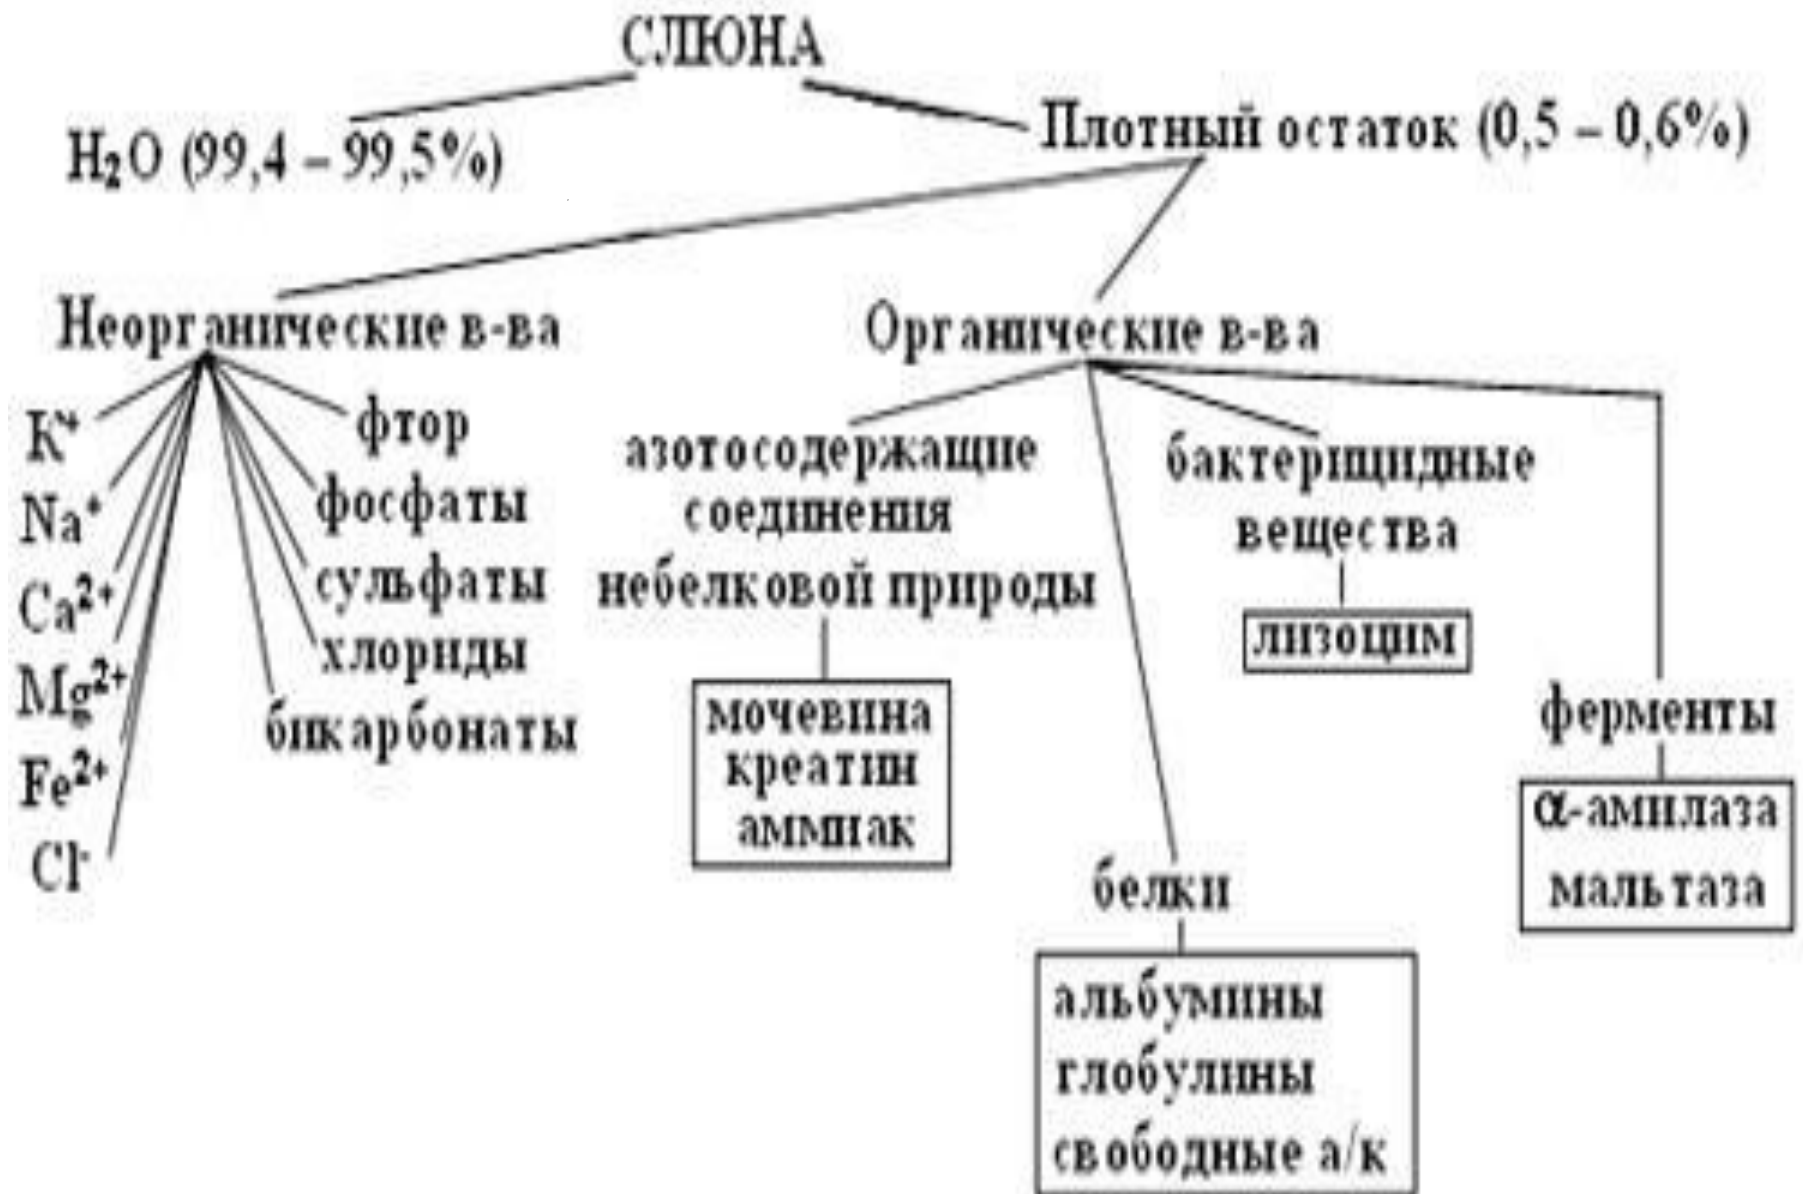 СЛЮНА
H₂O (99,4 – 99,5%)
Плотный остаток (0,5 – 0,6%)
Неорганические в-ва
K⁺
Na⁺
Ca²⁺
Mg²⁺
Fe²⁺
Cl⁻
фтор
фосфаты
сульфаты
хлориды
бикарбонаты
Органические в-ва
азотосодержащие
соединения
небелковой природы
мочевина
креатин
аммиак
белки
альбумины
глобулины
свободные а/к
бактерицидные
вещества
лизоцим
ферменты
α-амилаза
мальтаза